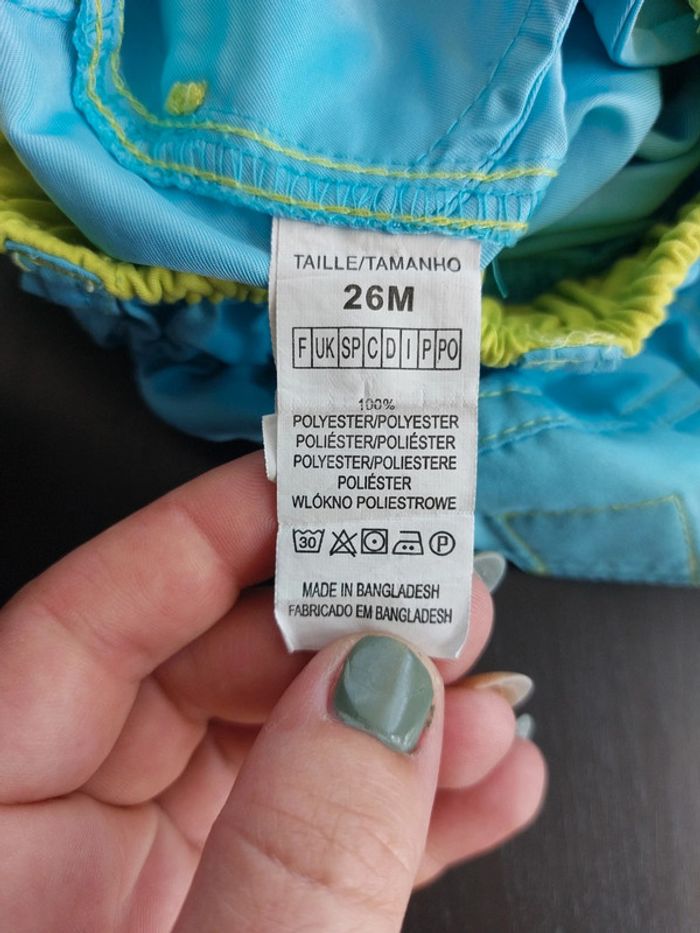 TAILLE/TAMANHO
26M
F UK SP C D I P PO
100%
POLYESTER/POLYESTER
POLIÉSTER/POLIÉSTER
POLYESTER/POLIESTERE
POLIÉSTER
WLÓKNO POLIESTROWE
30 P
MADE IN BANGLADESH
FABRICADO EM BANGLADESH